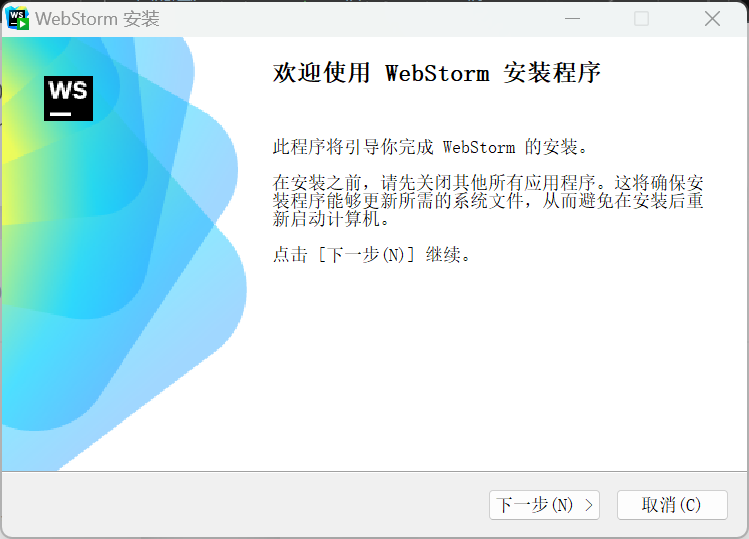 WebStorm 安装
WS
欢迎使用 WebStorm 安装程序
此程序将引导你完成 WebStorm 的安装。
在安装之前，请先关闭其他所有应用程序。这将确保安
装程序能够更新所需的系统文件，从而避免在安装后重
新启动计算机。
点击 [下一步(N)] 继续。
下一步(N) >
取消(C)